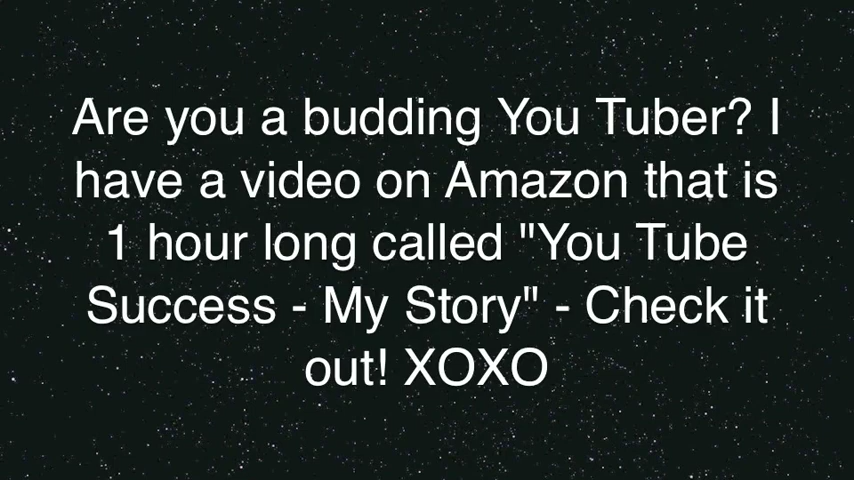 Are you a budding You Tuber? I
have a video on Amazon that is
1 hour long called "You Tube
Success - My Story" - Check it
out! XOXO